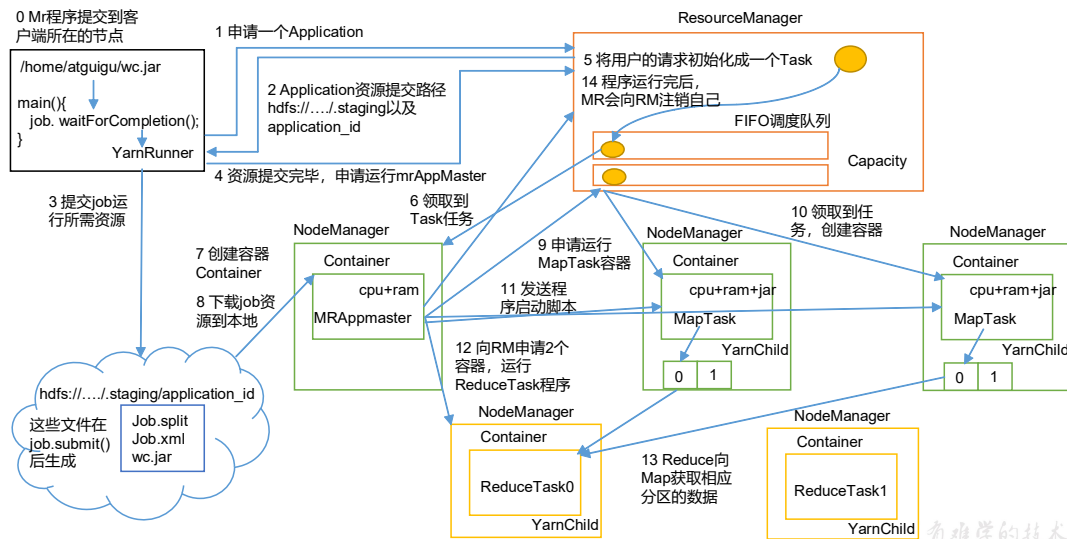 0 Mr程序提交到客
户端所在的节点
/home/atguigu/wc.jar
main(){
job. waitForCompletion();
}
YarnRunner
1 申请一个Application
2 Application资源提交路径
hdfs://…./.staging以及
application_id
4 资源提交完毕，申请运行mrAppMaster
ResourceManager
5 将用户的请求初始化成一个Task
14 程序运行完后，
MR会向RM注销自己
FIFO调度队列
Capacity
3 提交job运
行所需资源
6 领取到
Task任务
7 创建容器
Container
8 下载job资
源到本地
NodeManager
Container
cpu+ram
MRAppmaster
9 申请运行
MapTask容器
11 发送程
序启动脚本
NodeManager
Container
cpu+ram+jar
MapTask
YarnChild
0
1
10 领取到任
务，创建容器
NodeManager
Container
cpu+ram+jar
MapTask
YarnChild
0
1
hdfs://…./.staging/application_id
这些文件在
job.submit()
后生成
Job.split
Job.xml
wc.jar
12 向RM申请2个
容器，运行
ReduceTask程序
NodeManager
Container
ReduceTask0
YarnChild
13 Reduce向
Map获取相应
分区的数据
NodeManager
Container
ReduceTask1
YarnChild
有难学的技术